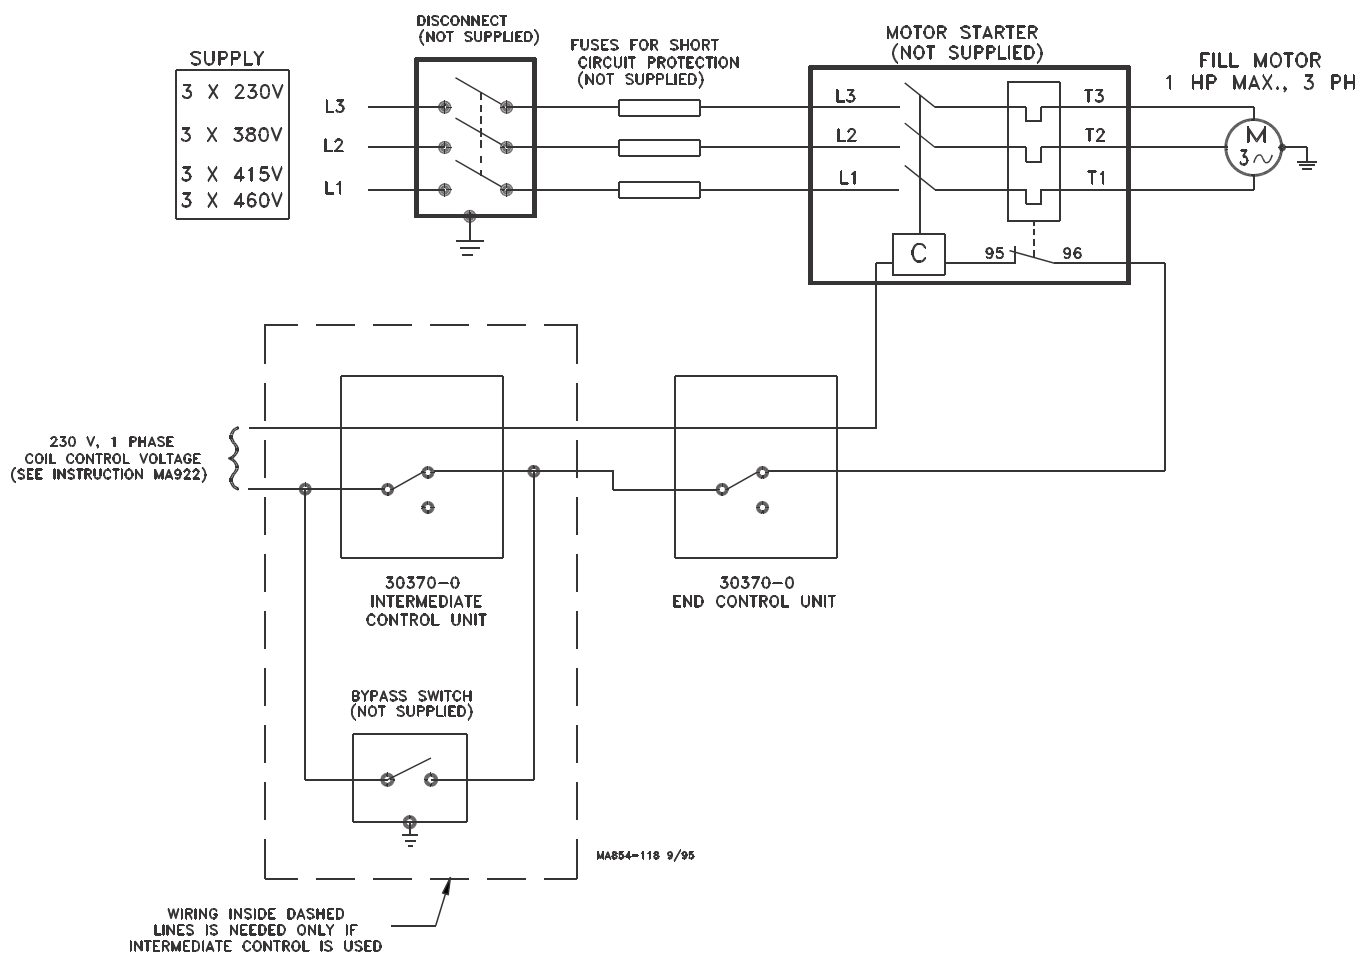 DISCONNECT
(NOT SUPPLIED)
SUPPLY
3 X 230V
3 X 380V
3 X 415V
3 X 460V
L3
L2
L1
FUSES FOR SHORT
CIRCUIT PROTECTION
(NOT SUPPLIED)
MOTOR STARTER
(NOT SUPPLIED)
L3
L2
L1
T3
T2
T1
C
95
96
FILL MOTOR
1 HP MAX., 3 PH
M
3~
230 V, 1 PHASE
COIL CONTROL VOLTAGE
(SEE INSTRUCTION MA922)
30370-0
INTERMEDIATE
CONTROL UNIT
30370-0
END CONTROL UNIT
BYPASS SWITCH
(NOT SUPPLIED)
MA854-118 9/95
WIRING INSIDE DASHED
LINES IS NEEDED ONLY IF
INTERMEDIATE CONTROL IS USED